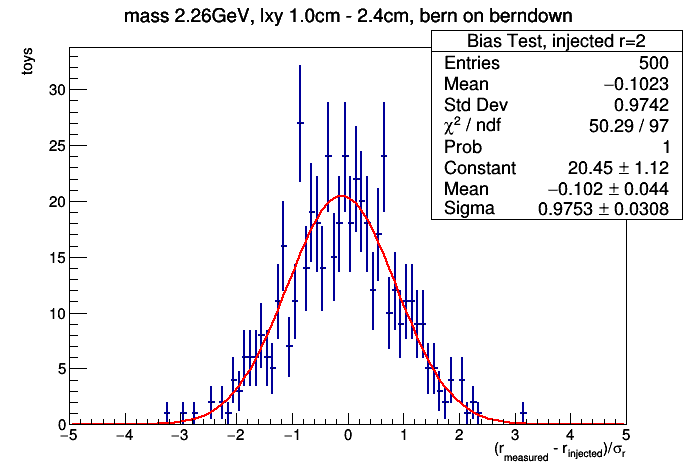 mass 2.26GeV, lxy 1.0cm - 2.4cm, bern on berndown
Bias Test, injected r=2
Entries 500
Mean −0.1023
Std Dev 0.9742
χ² / ndf 50.29 / 97
Prob 1
Constant 20.45 ± 1.12
Mean −0.102 ± 0.044
Sigma 0.9753 ± 0.0308
toys
30
25
20
15
10
5
0
−5 −4 −3 −2 −1 0 1 2 3 4 5
(r_measured - r_injected)/σ_r